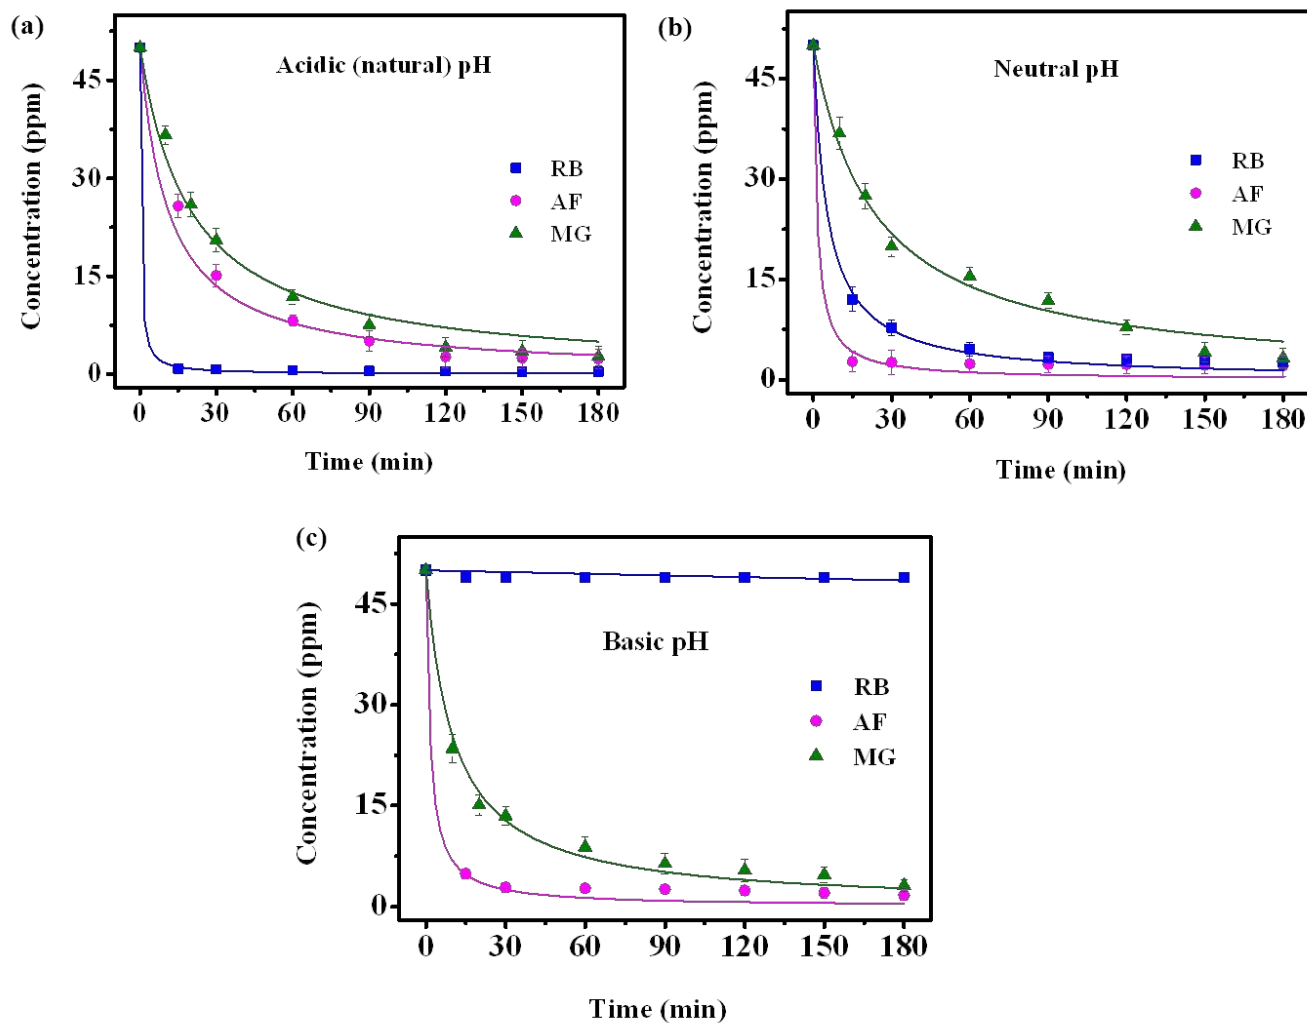 (a)
Acidic (natural) pH
Concentration (ppm)
45
30
15
0
RB
AF
MG
0 30 60 90 120 150 180
Time (min)
(b)
Neutral pH
Concentration (ppm)
45
30
15
0
RB
AF
MG
0 30 60 90 120 150 180
Time (min)
(c)
Basic pH
Concentration (ppm)
45
30
15
0
RB
AF
MG
0 30 60 90 120 150 180
Time (min)